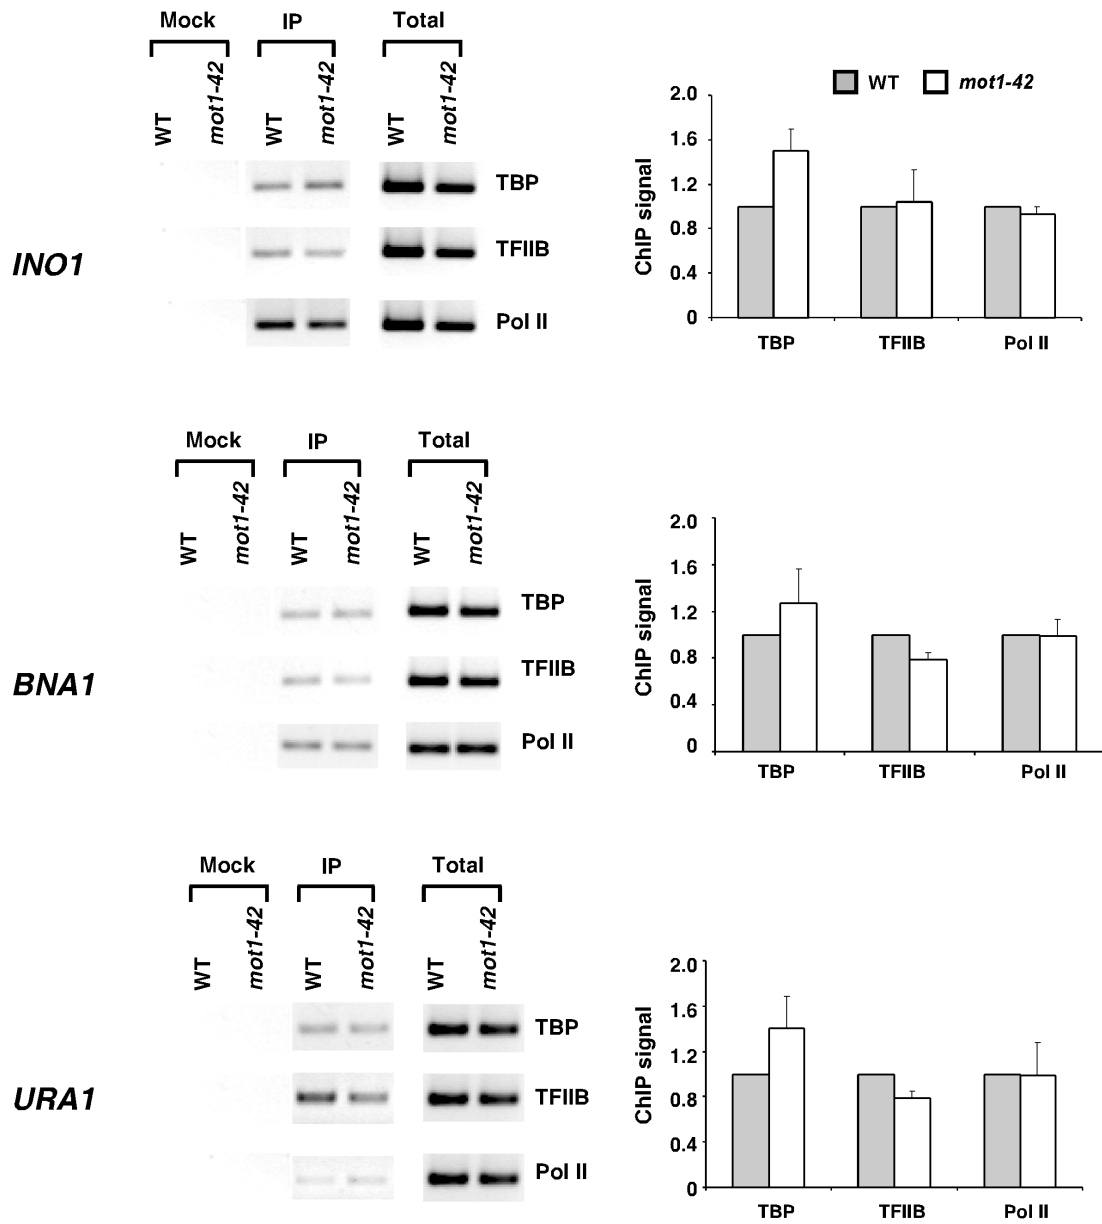 Mock IP Total
WT mot1-42 WT mot1-42 WT mot1-42
TBP
TFIIB
Pol II
INO1
WT mot1-42
ChIP signal
2.0
1.6
1.2
0.8
0.4
0
TBP TFIIB Pol II
Mock IP Total
WT mot1-42 WT mot1-42 WT mot1-42
TBP
TFIIB
Pol II
BNA1
ChIP signal
2.0
1.6
1.2
0.8
0.4
0
TBP TFIIB Pol II
Mock IP Total
WT mot1-42 WT mot1-42 WT mot1-42
TBP
TFIIB
Pol II
URA1
ChIP signal
2.0
1.6
1.2
0.8
0.4
0
TBP TFIIB Pol II